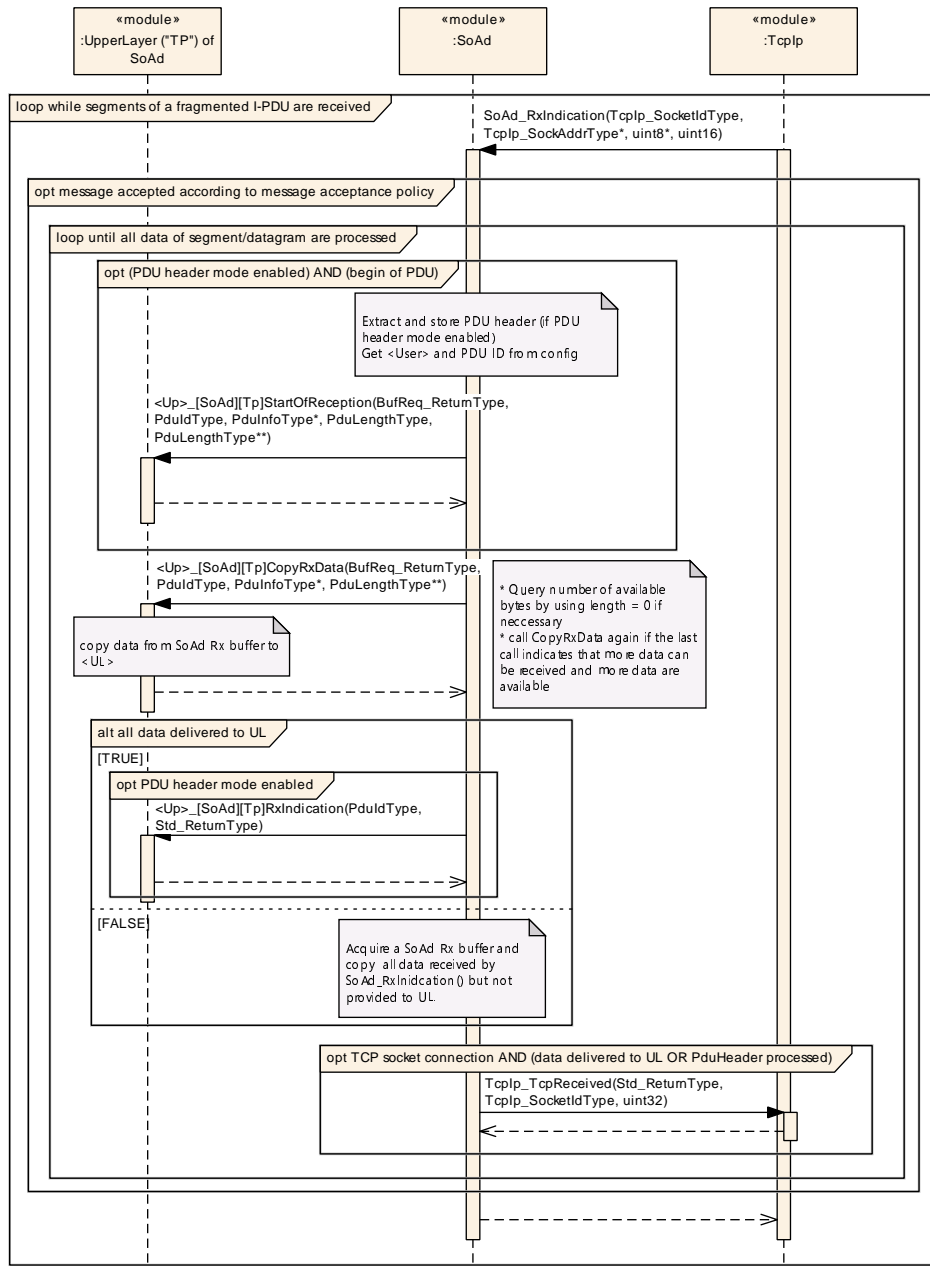 «module»
:UpperLayer ("TP") of
SoAd
«module»
:SoAd
«module»
:TcpIp
loop while segments of a fragmented I-PDU are received
SoAd_RxIndication(TcpIp_SocketIdType,
TcpIp_SockAddrType*, uint8*, uint16)
opt message accepted according to message acceptance policy
loop until all data of segment/datagram are processed
opt (PDU header mode enabled) AND (begin of PDU)
Extract and store PDU header (if PDU
header mode enabled)
Get <User> and PDU ID from config
<Up>_[SoAd][Tp]StartOfReception(BufReq_ReturnType,
PduIdType, PduInfoType*, PduLengthType,
PduLengthType**)
<Up>_[SoAd][Tp]CopyRxData(BufReq_ReturnType,
PduIdType, PduInfoType*, PduLengthType**)
* Query number of available
bytes by using length = 0 if
neccessary
* call CopyRxData again if the last
call indicates that more data can
be received and more data are
available
copy data from SoAd Rx buffer to
<UL>
alt all data delivered to UL
[TRUE]
opt PDU header mode enabled
<Up>_[SoAd][Tp]RxIndication(PduIdType,
Std_ReturnType)
[FALSE]
Acquire a SoAd Rx buffer and
copy all data received by
SoAd_RxInidcation() but not
provided to UL.
opt TCP socket connection AND (data delivered to UL OR PduHeader processed)
TcpIp_TcpReceived(Std_ReturnType,
TcpIp_SocketIdType, uint32)